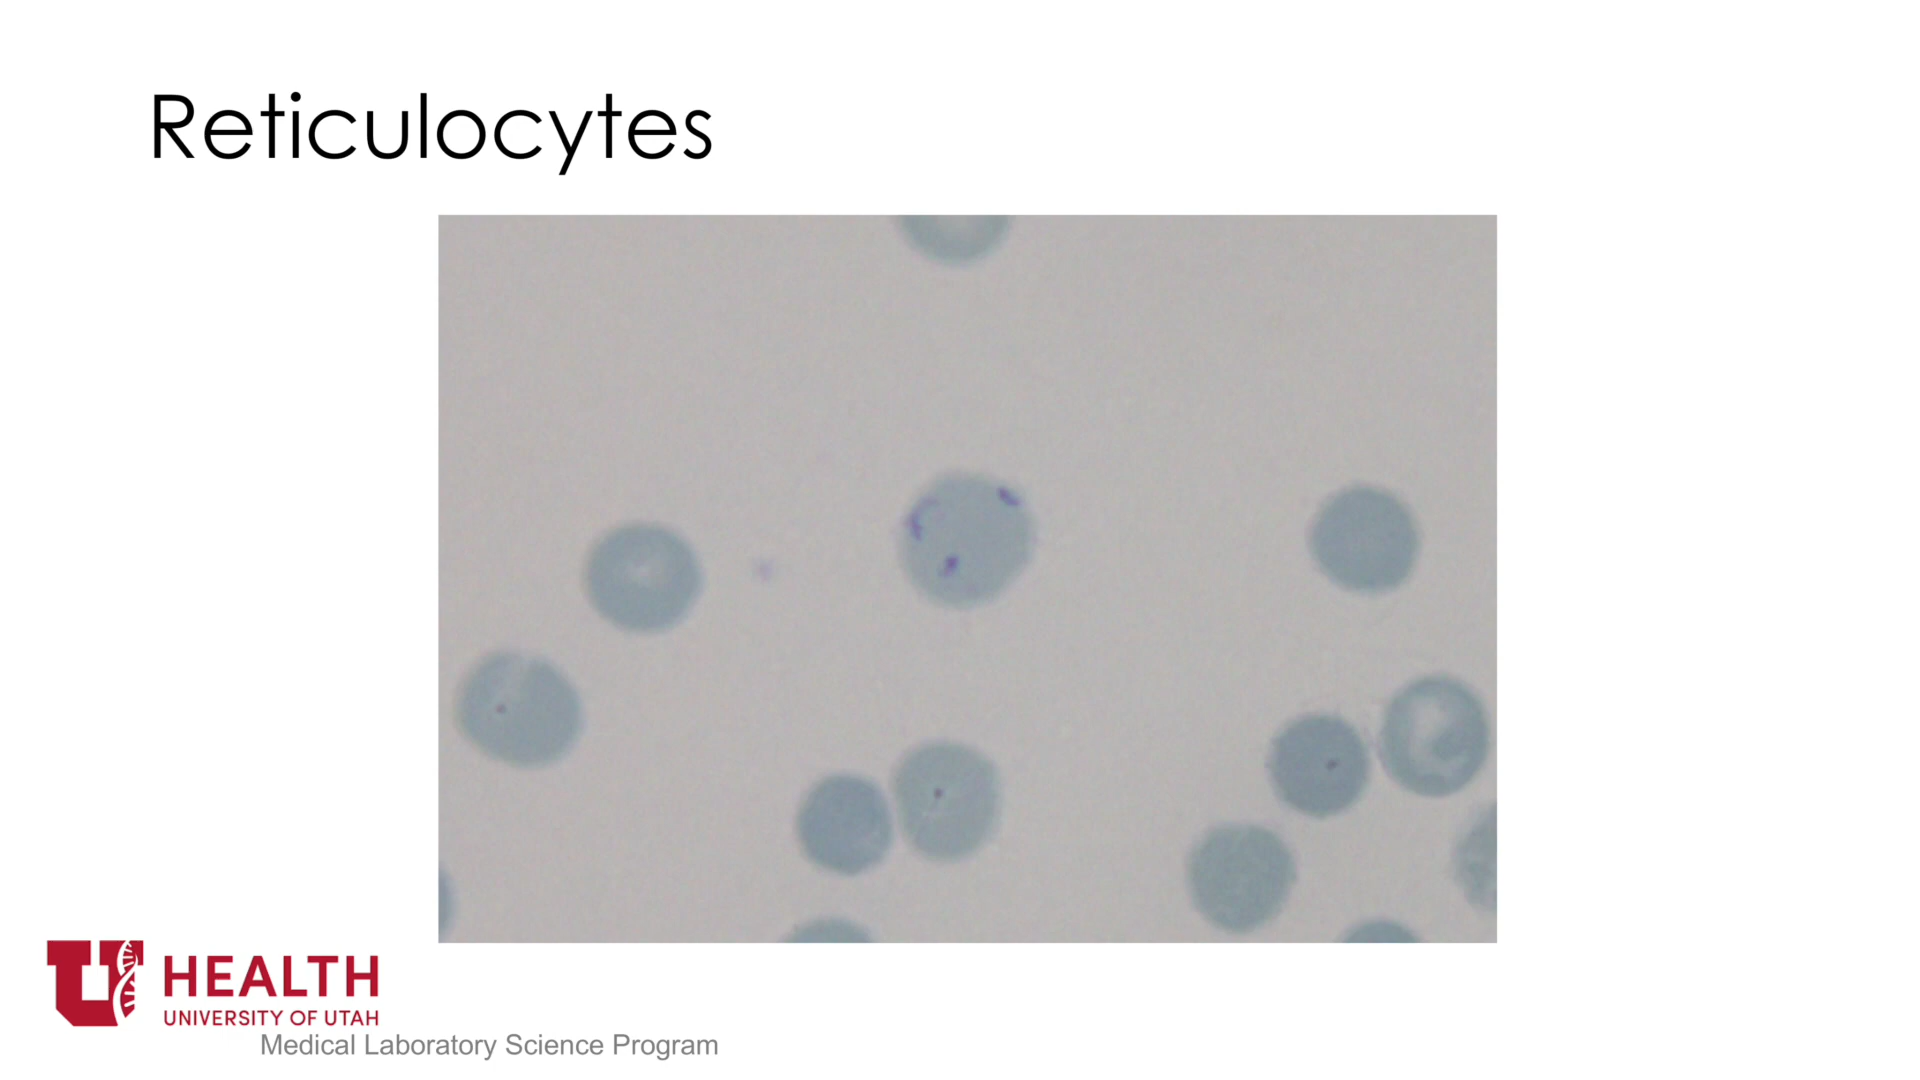 Reticulocytes
HEALTH
UNIVERSITY OF UTAH
Medical Laboratory Science Program